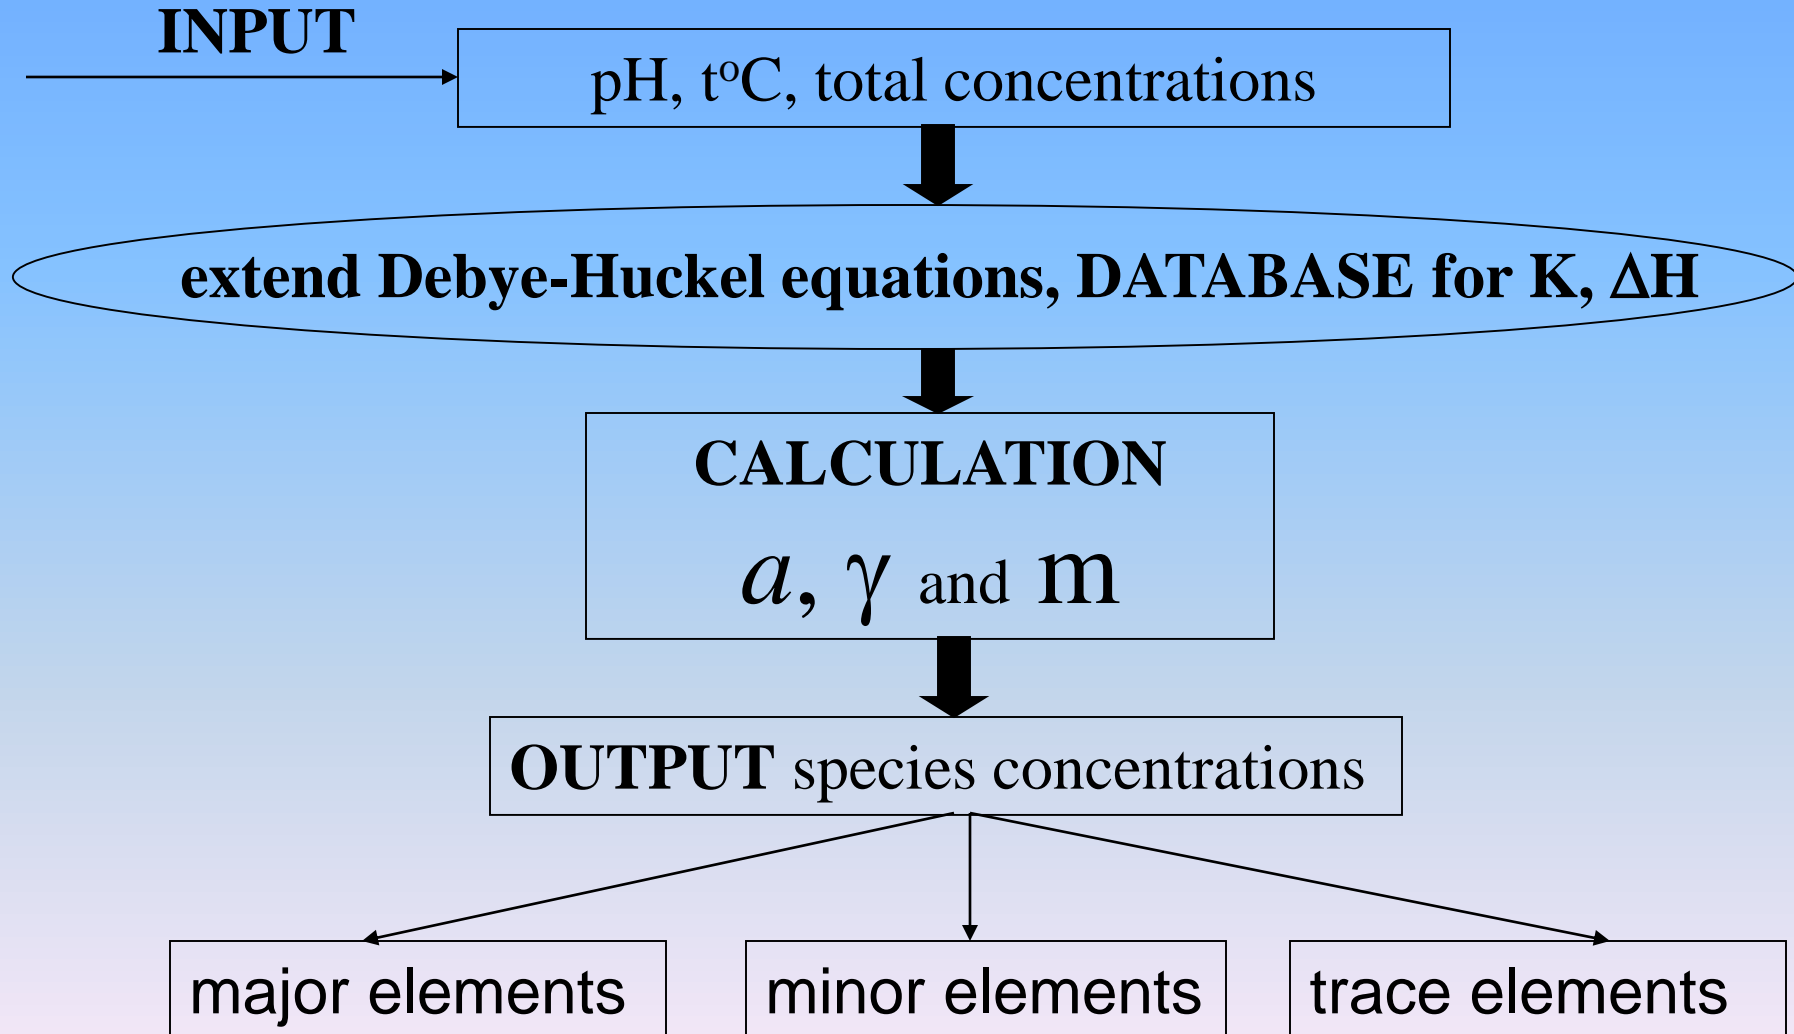 INPUT
pH, t°C, total concentrations
extend Debye-Huckel equations, DATABASE for K, ΔH
CALCULATION
a, γ and m
OUTPUT species concentrations
major elements
minor elements
trace elements